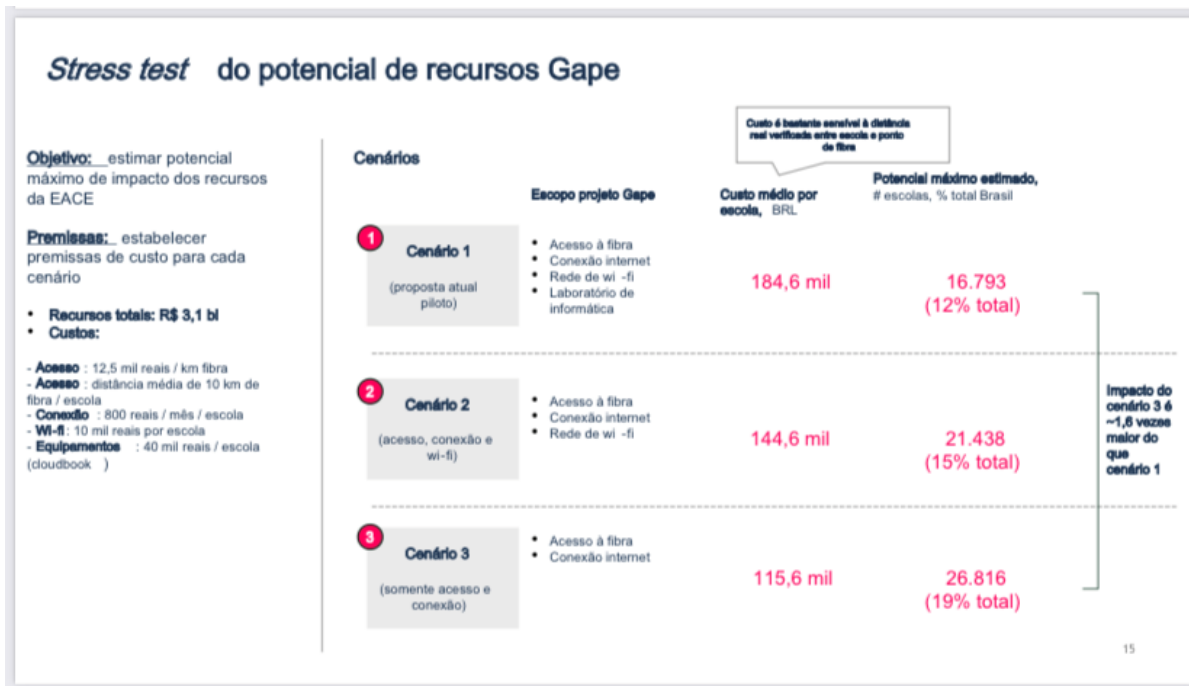 Stress test do potencial de recursos Gape
Objetivo: estimar potencial
máximo de impacto dos recursos
da EACE
Premissas: estabelecer
premissas de custo para cada
cenário
• Recursos totais: R$ 3,1 bl
• Custos:
- Acesso : 12,5 mil reais / km fibra
- Acesso : distância média de 10 km de
fibra / escola
- Conexão : 800 reais / mês / escola
- Wi-fi: 10 mil reais por escola
- Equipamentos : 40 mil reais / escola
(cloudbook )
Cenários
Custo é bastante sensível à distância
real verificada entre escola e ponto
de fibra
Escopo projeto Gape
Custo médio por
escola, BRL
Potencial máximo estimado,
# escolas, % total Brasil
1
Cenário 1
(proposta atual
piloto)
• Acesso à fibra
• Conexão internet
• Rede de wi -fi
• Laboratório de
informática
184,6 mil
16.793
(12% total)
2
Cenário 2
(acesso, conexão e
wi-fi)
• Acesso à fibra
• Conexão internet
• Rede de wi -fi
144,6 mil
21.438
(15% total)
3
Cenário 3
(somente acesso e
conexão)
• Acesso à fibra
• Conexão internet
115,6 mil
26.816
(19% total)
Impacto do
cenário 3 é
~1,6 vezes
maior do
que
cenário 1
15